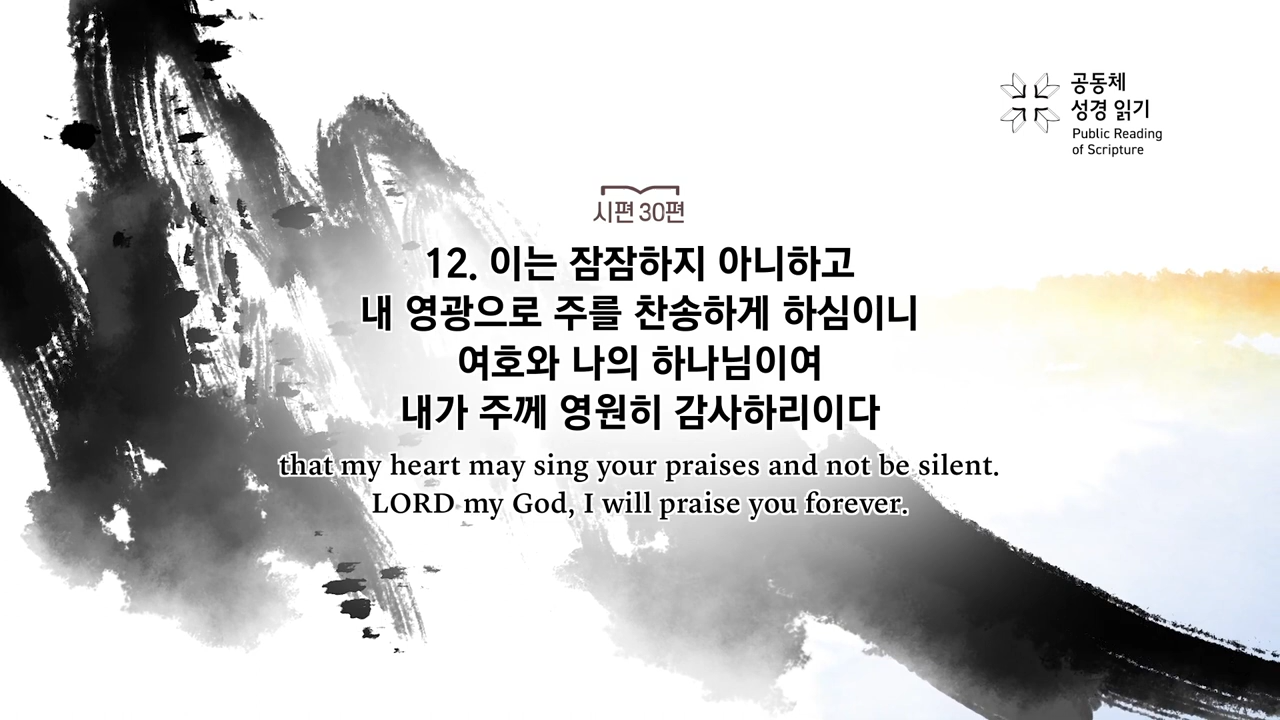 공동체
성경 읽기
Public Reading
of Scripture
시편 30편
12. 이는 잠잠하지 아니하고
내 영광으로 주를 찬송하게 하심이니
여호와 나의 하나님이여
내가 주께 영원히 감사하리이다
that my heart may sing your praises and not be silent.
LORD my God, I will praise you forever.